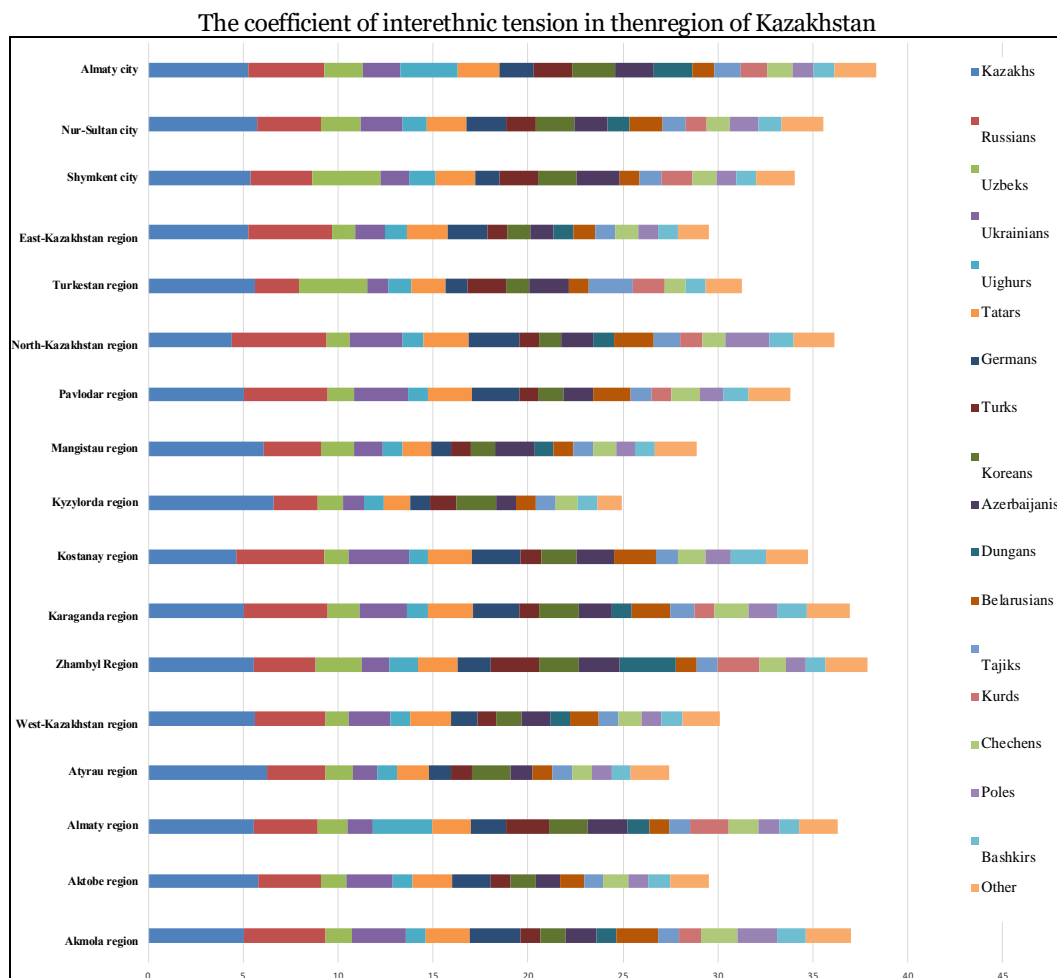 The coefficient of interethnic tension in thenregion of Kazakhstan
Almaty city
Nur-Sultan city
Shymkent city
East-Kazakhstan region
Turkestan region
North-Kazakhstan region
Pavlodar region
Mangistau region
Kyzylorda region
Kostanay region
Karaganda region
Zhambyl Region
West-Kazakhstan region
Atyrau region
Almaty region
Aktobe region
Akmola region
0 5 10 15 20 25 30 35 40 45
Kazakhs
Russians
Uzbeks
Ukrainians
Uighurs
Tatars
Germans
Turks
Koreans
Azerbaijanis
Dungans
Belarusians
Tajiks
Kurds
Chechens
Poles
Bashkirs
Other